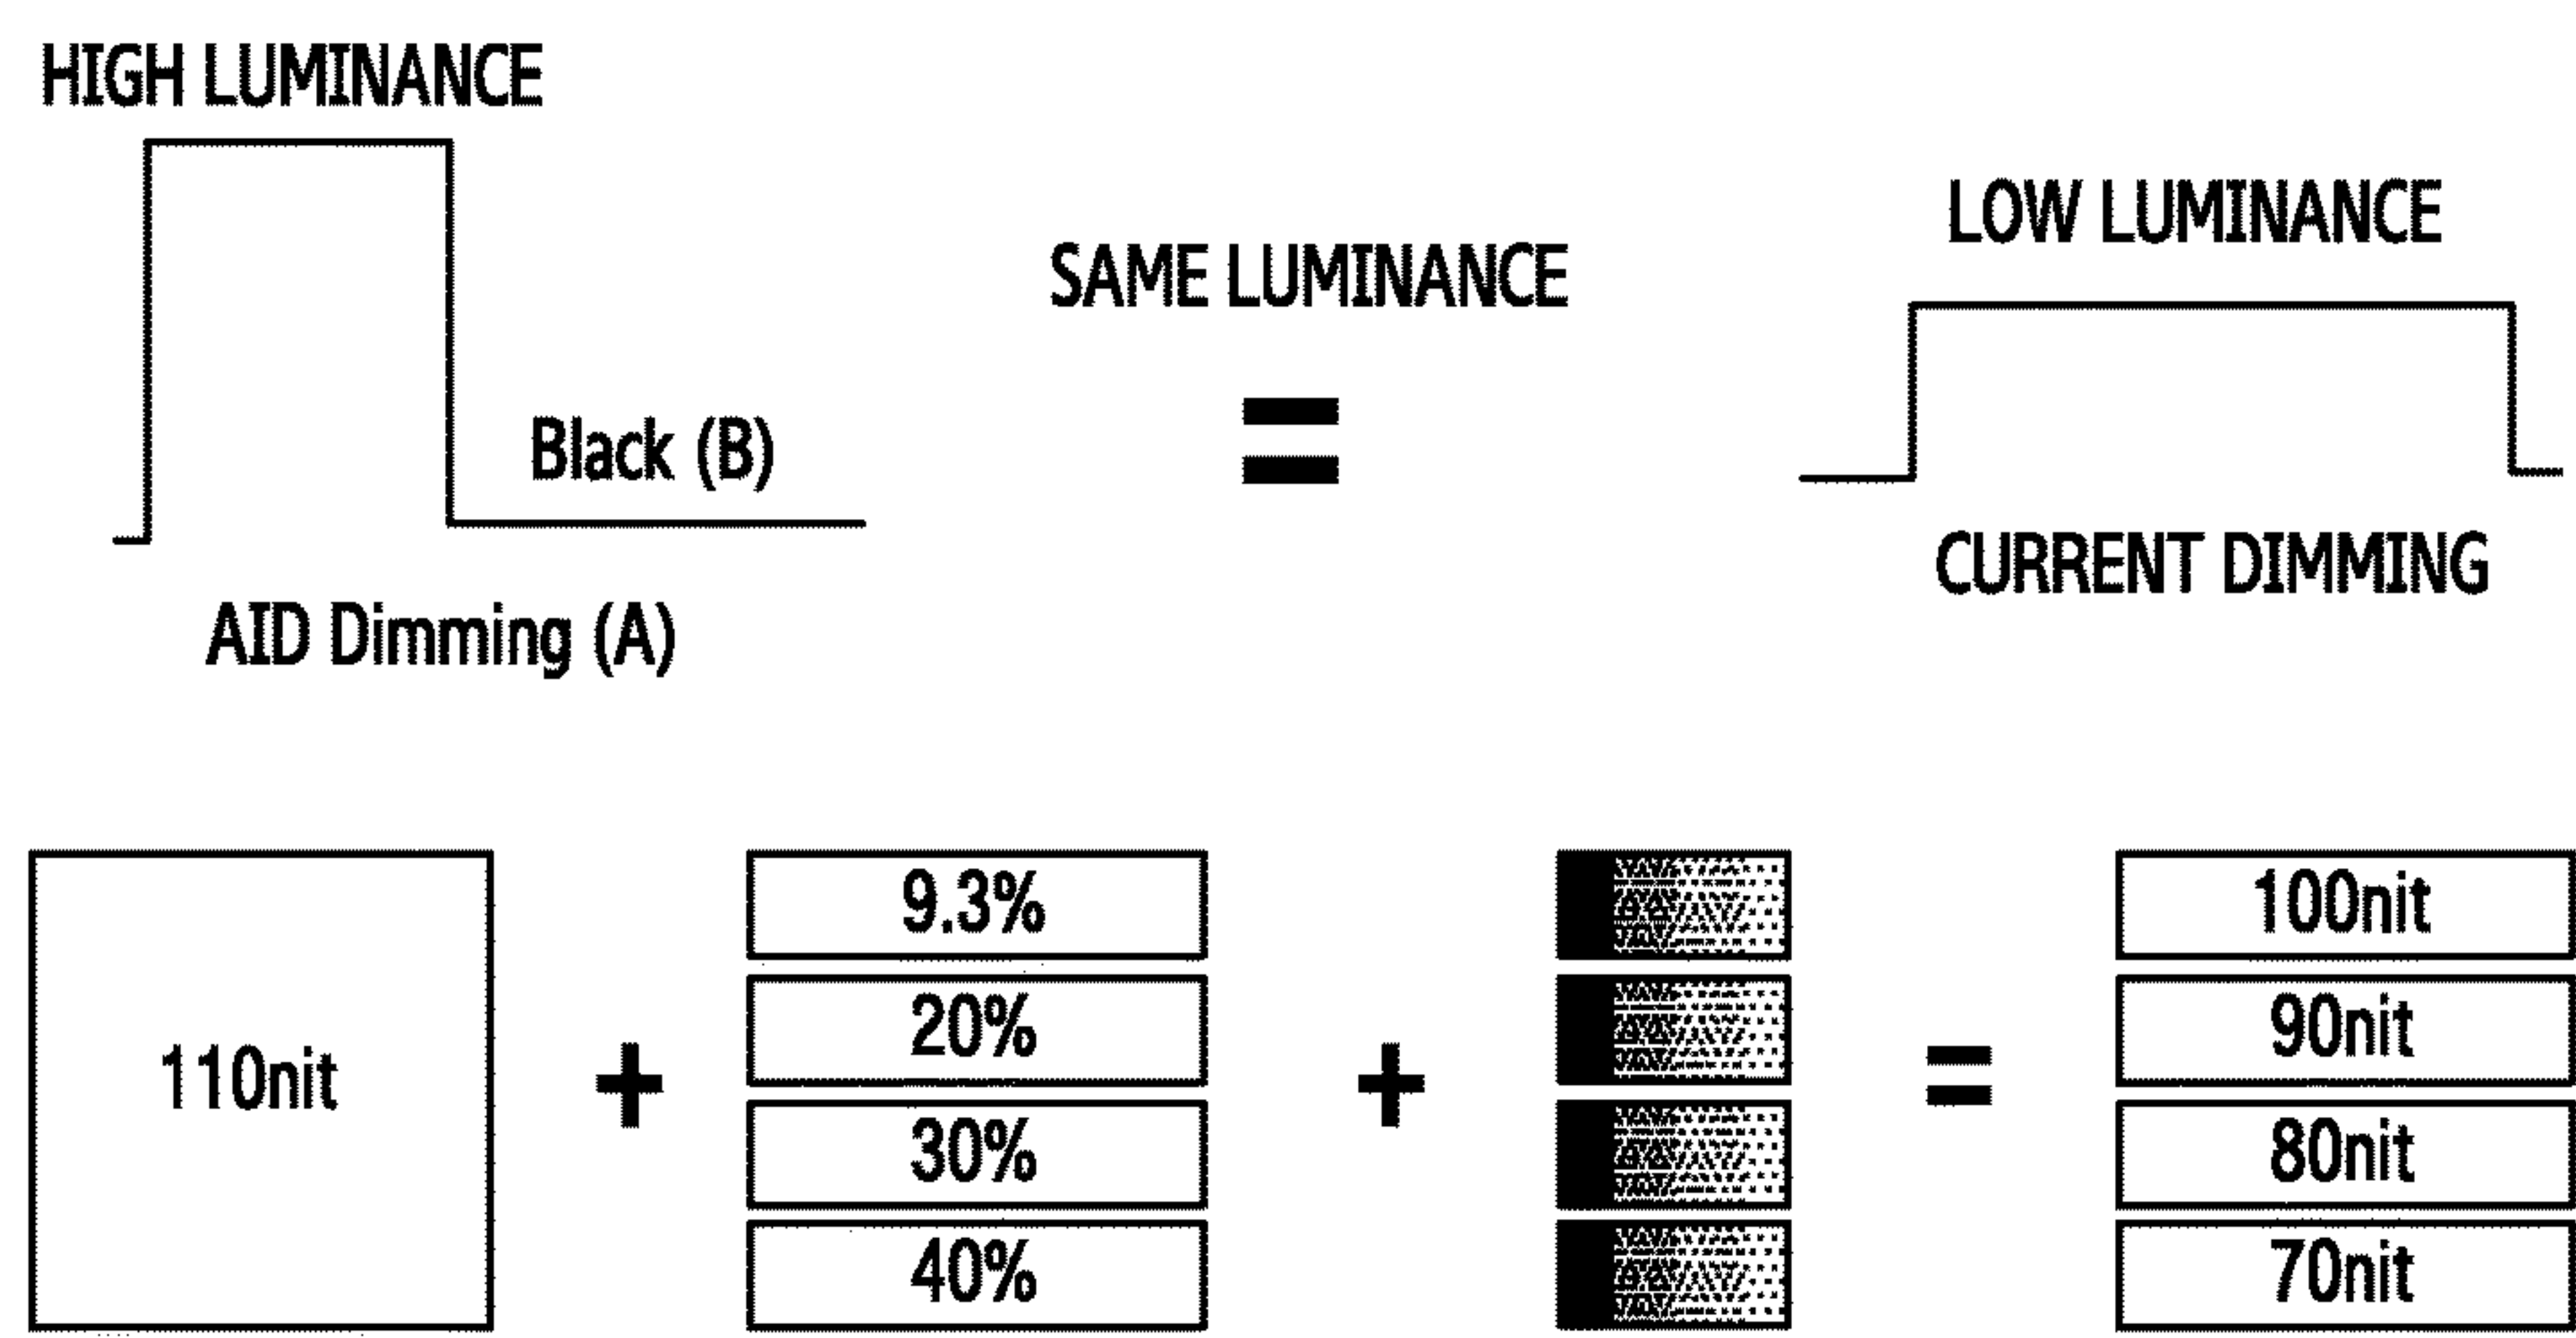 HIGH LUMINANCE
LOW LUMINANCE
SAME LUMINANCE
=
Black (B)
CURRENT DIMMING
AID Dimming (A)
110nit
+
9.3%
20%
30%
40%
+
=
100nit
90nit
80nit
70nit